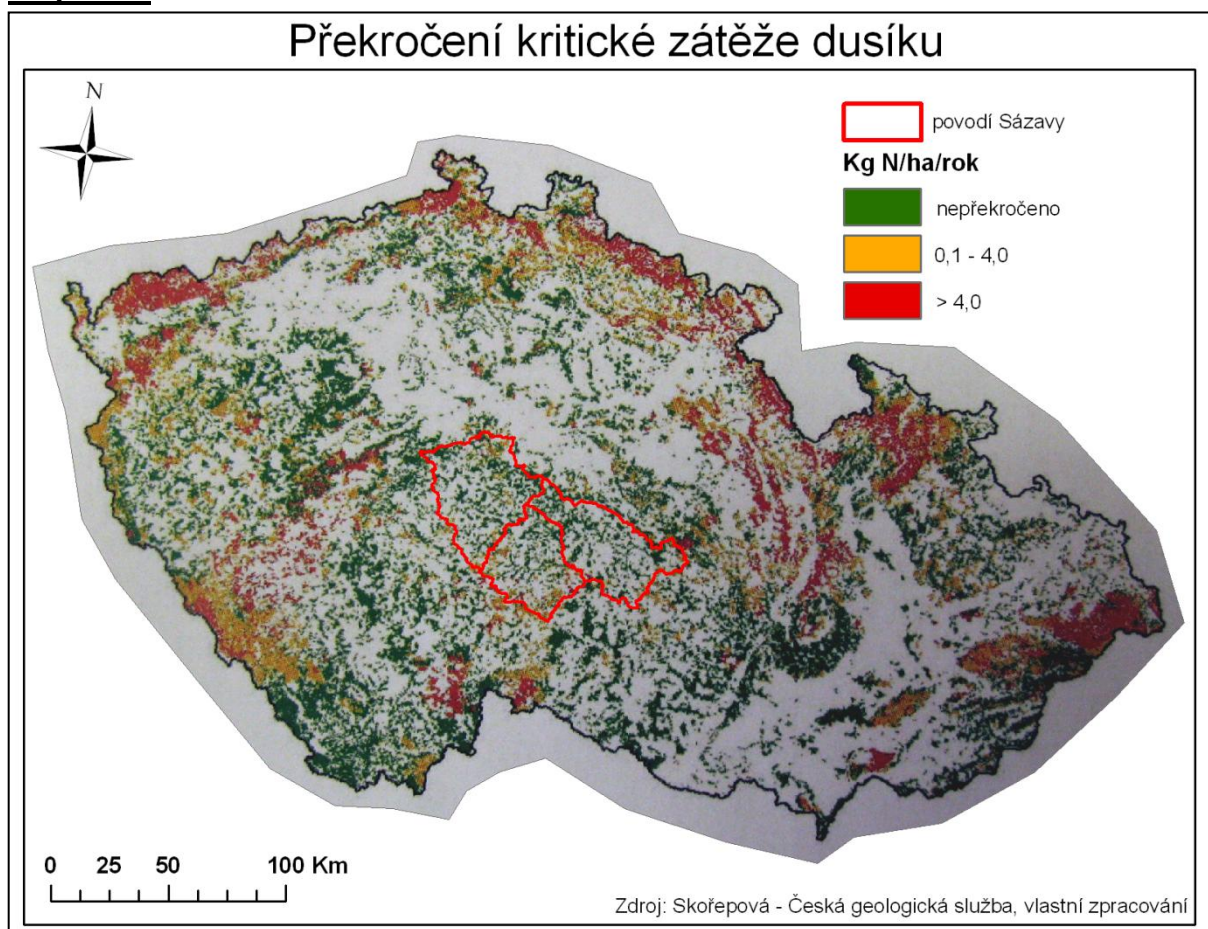 Překročení kritické zátěže dusíku
N
povodí Sázavy
Kg N/ha/rok
nepřekročeno
0,1 - 4,0
> 4,0
0 25 50 100 Km
Zdroj: Skořepová - Česká geologická služba, vlastní zpracování